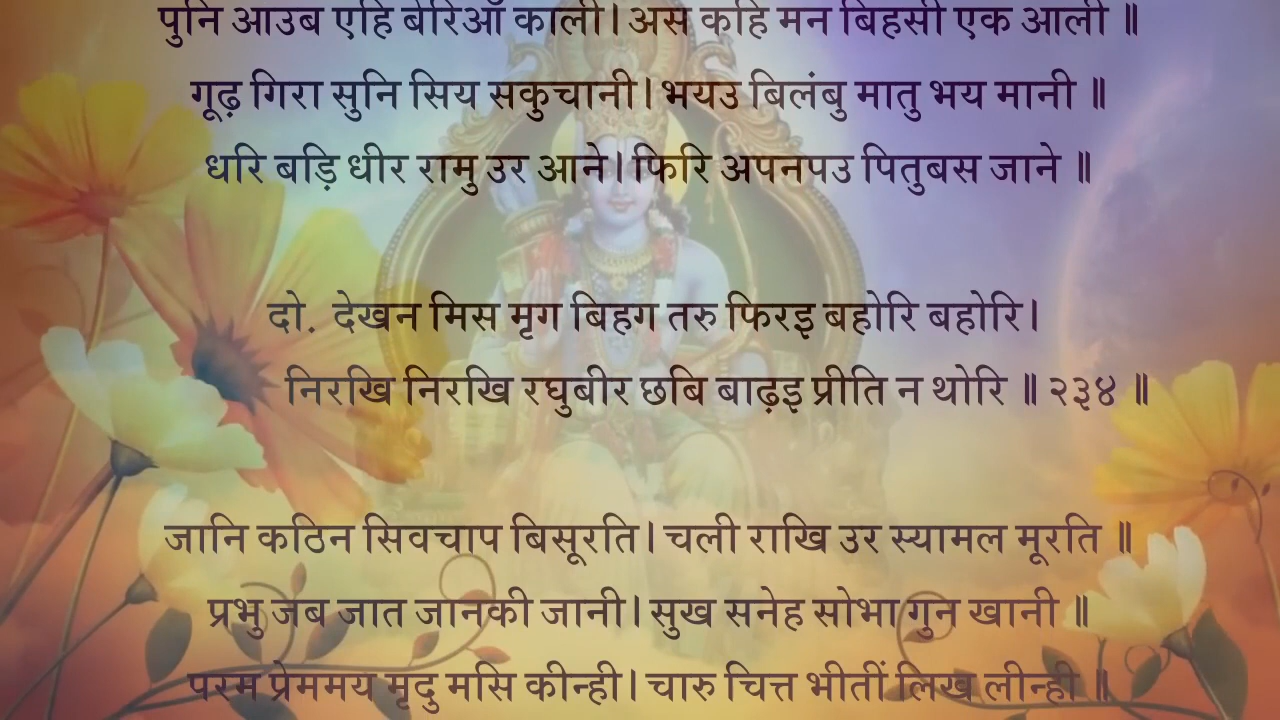 पुनि आउब एहि बेरिआँ काली। अस कहि मन बिहसी एक आली ॥
गूढ़ गिरा सुनि सिय सकुचानी। भयउ बिलंबु मातु भय मानी ॥
धरि बड़ि धीर रामु उर आने। फिरि अपनपउ पितुबस जाने ॥
दो. देखन मिस मृग बिहग तरु फिरइ बहोरि बहोरि।
निरखि निरखि रघुबीर छबि बाढ़इ प्रीति न थोरि ॥ २३४ ॥
जानि कठिन सिवचाप बिसूरति। चली राखि उर स्यामल मूरति ॥
प्रभु जब जात जानकी जानी। सुख सनेह सोभा गुन खानी ॥
परम प्रेममय मृदु मसि कीन्ही। चारु चित्त भीतीं लिख लीन्ही ॥